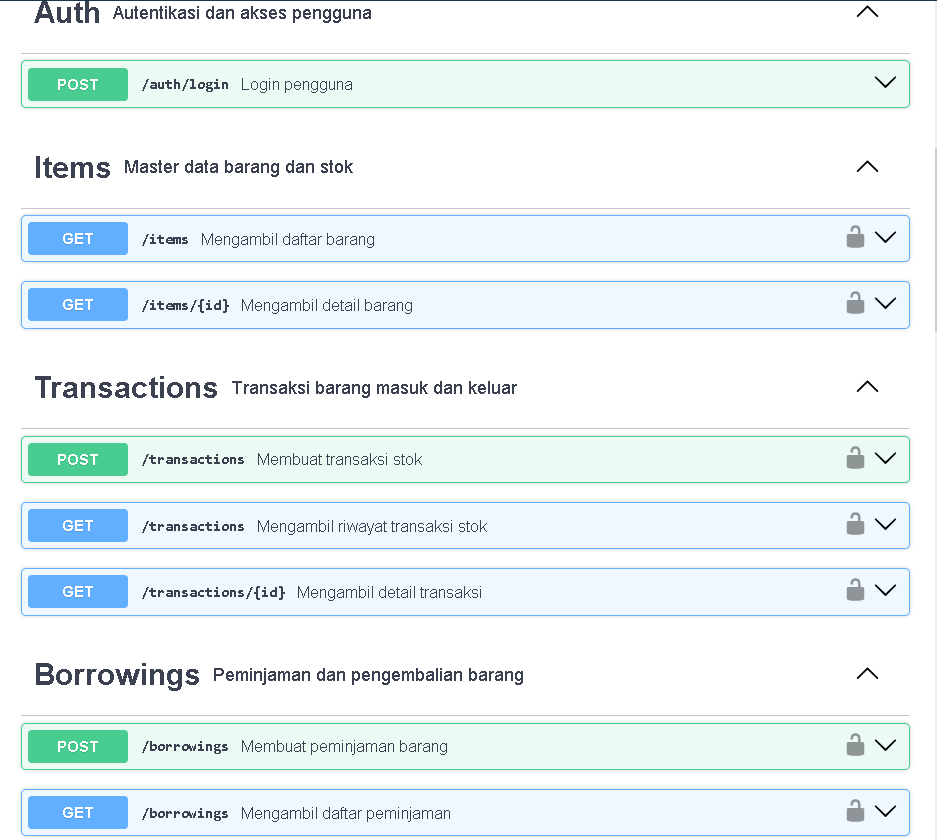 Auth Autentikasi dan akses pengguna
POST /auth/login Login pengguna
Items Master data barang dan stok
GET /items Mengambil daftar barang
GET /items/{id} Mengambil detail barang
Transactions Transaksi barang masuk dan keluar
POST /transactions Membuat transaksi stok
GET /transactions Mengambil riwayat transaksi stok
GET /transactions/{id} Mengambil detail transaksi
Borrowings Peminjaman dan pengembalian barang
POST /borrowings Membuat peminjaman barang
GET /borrowings Mengambil daftar peminjaman